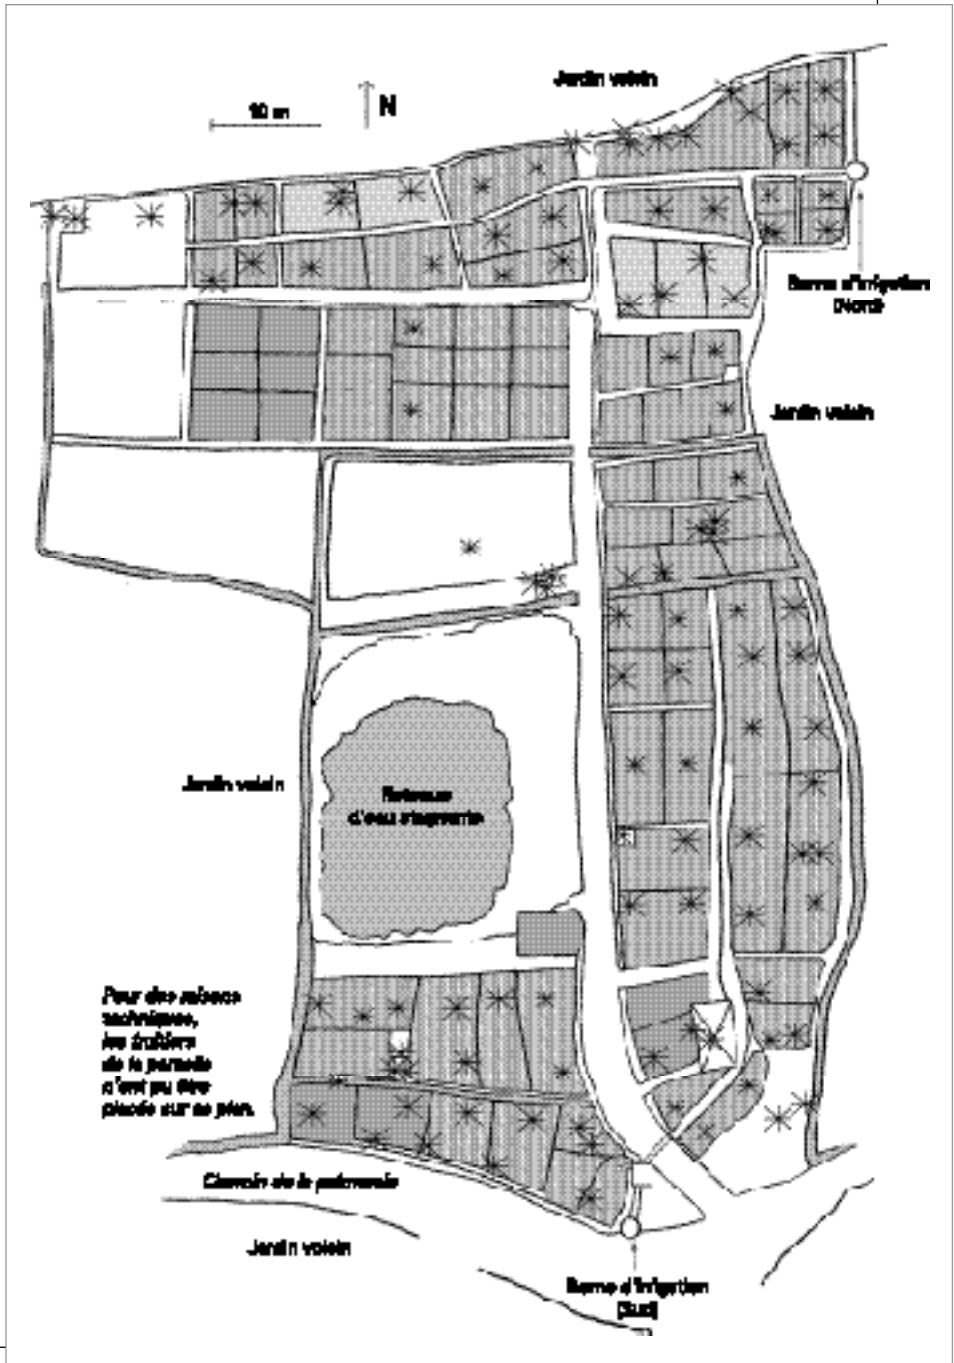 Jardin voisin
10 m
N
Borne d'irrigation
(Nord)
Jardin voisin
Jardin voisin
Retenue
d'eau stagnante
Pour des raisons
techniques,
les fruitiers
de la parcelle
n'ont pu être
placés sur ce plan.
Chemin de la palmeraie
Jardin voisin
Borne d'irrigation
(Sud)